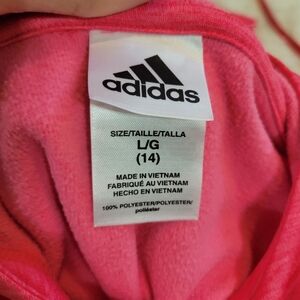 adidas
SIZE/TAILLE/TALLA
L/G
(14)
MADE IN VIETNAM
FABRIQUÉ AU VIETNAM
HECHO EN VIETNAM
100% POLYESTER/POLYESTER/
poliéster